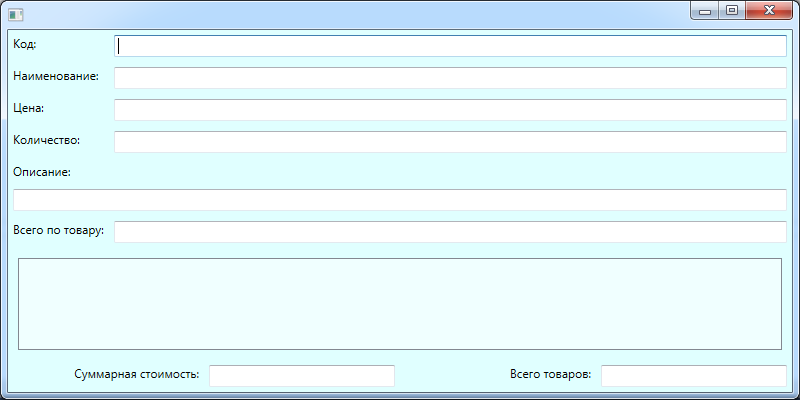 Код:
Наименование:
Цена:
Количество:
Описание:
Всего по товару:
Суммарная стоимость: Всего товаров: